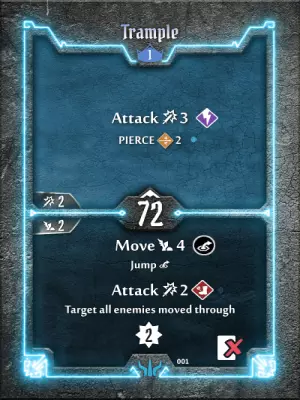 Trample
1
Attack 3
PIERCE 2
2
72
2
Move 4
Jump
Attack 2
Target all enemies moved through
2
001